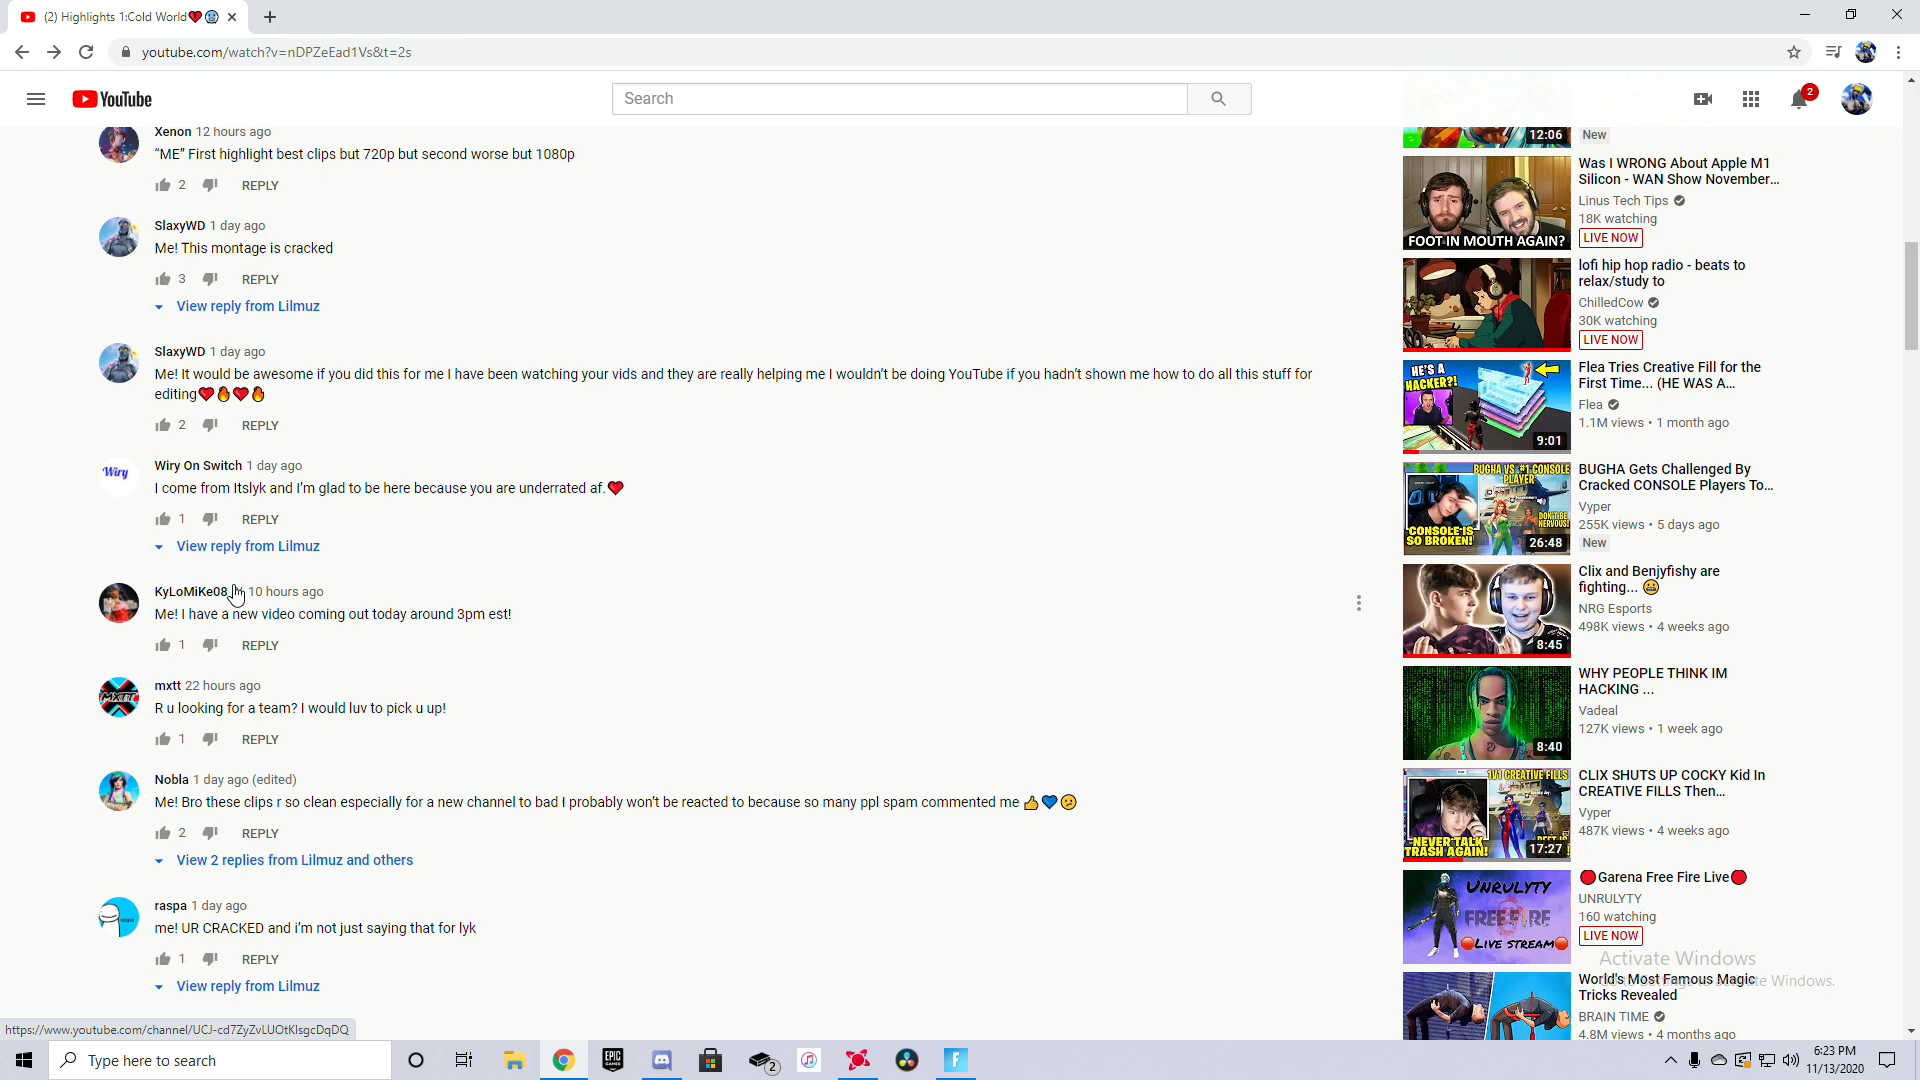 (2) Highlights 1:Cold World💔🥶
youtube.com/watch?v=nDPZeEad1Vs&t=2s
YouTube
Search
2
Xenon 12 hours ago
“ME” First highlight best clips but 720p but second worse but 1080p
2 REPLY
SlaxyWD 1 day ago
Me! This montage is cracked
3 REPLY
View reply from Lilmuz
SlaxyWD 1 day ago
Me! It would be awesome if you did this for me I have been watching your vids and they are really helping me I wouldn’t be doing YouTube if you hadn’t shown me how to do all this stuff for
editing❤️🔥❤️🔥
2 REPLY
Wiry
Wiry On Switch 1 day ago
I come from Itslyk and I’m glad to be here because you are underrated af.❤️
1 REPLY
View reply from Lilmuz
KyLoMiKe08 10 hours ago
Me! I have a new video coming out today around 3pm est!
1 REPLY
MXTT
mxtt 22 hours ago
R u looking for a team? I would luv to pick u up!
1 REPLY
Nobla 1 day ago (edited)
Me! Bro these clips r so clean especially for a new channel to bad I probably won’t be reacted to because so many ppl spam commented me 👍💙😕
2 REPLY
View 2 replies from Lilmuz and others
raspa 1 day ago
me! UR CRACKED and i’m not just saying that for lyk
1 REPLY
View reply from Lilmuz
12:06
New
FOOT IN MOUTH AGAIN?
Was I WRONG About Apple M1
Silicon - WAN Show November...
Linus Tech Tips
18K watching
LIVE NOW
lofi hip hop radio - beats to
relax/study to
ChilledCow
30K watching
LIVE NOW
HE'S A
HACKER?!
9:01
Flea Tries Creative Fill for the
First Time... (HE WAS A...
Flea
1.1M views • 1 month ago
BUGHA VS #1 CONSOLE
PLAYER
DON'T BE
NERVOUS!
CONSOLE IS
SO BROKEN!
26:48
BUGHA Gets Challenged By
Cracked CONSOLE Players To...
Vyper
255K views • 5 days ago
New
8:45
Clix and Benjyfishy are
fighting... 😬
NRG Esports
498K views • 4 weeks ago
8:40
WHY PEOPLE THINK IM
HACKING ...
Vadeal
127K views • 1 week ago
1V1 CREATIVE FILLS
NEVER TALK
TRASH AGAIN!
17:27
CLIX SHUTS UP COCKY Kid In
CREATIVE FILLS Then...
Vyper
487K views • 4 weeks ago
UNRULYTY
FREE FIRE
🔴LIVE STREAM🔴
🔴Garena Free Fire Live🔴
UNRULYTY
160 watching
LIVE NOW
World's Most Famous Magic
Tricks Revealed
BRAIN TIME
4.8M views • 4 months ago
Activate Windows
Go to Settings to activate Windows.
https://www.youtube.com/channel/UCJ-cd7ZyZvLUOtKlsgcDqDQ
Type here to search
EPIC
GAMES
2
F
6:23 PM
11/13/2020